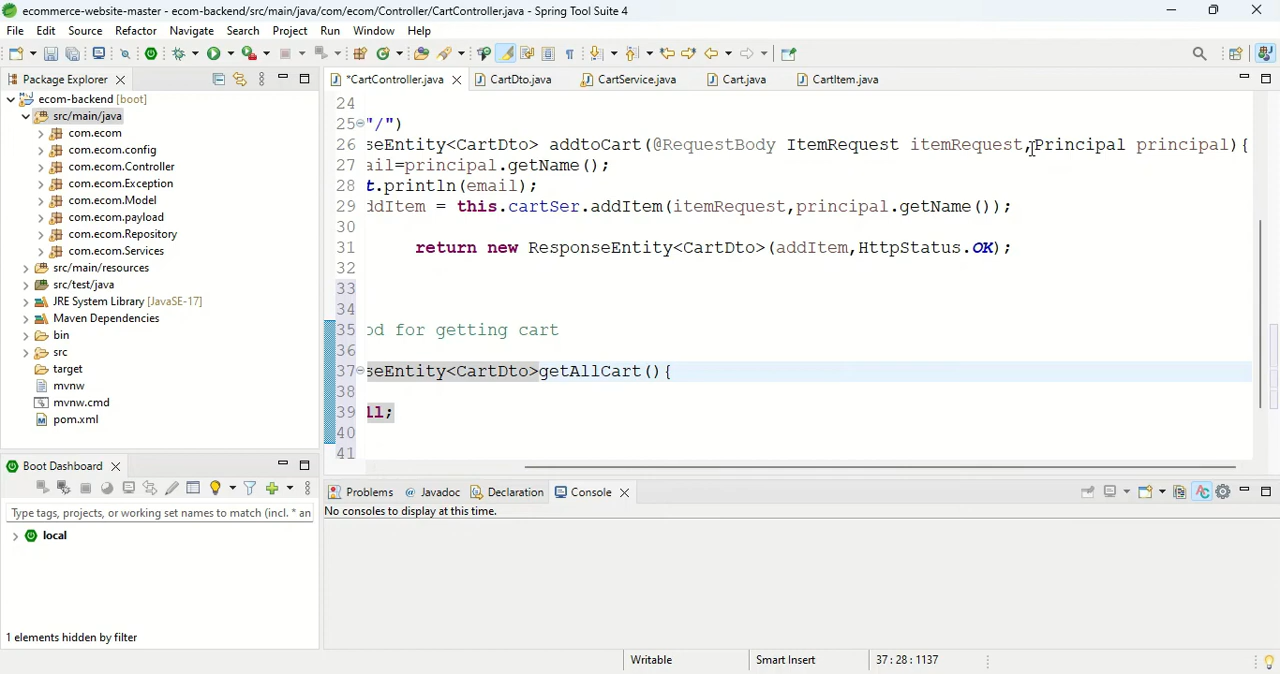 ecommerce-website-master - ecom-backend/src/main/java/com/ecom/Controller/CartController.java - Spring Tool Suite 4
File Edit Source Refactor Navigate Search Project Run Window Help
Package Explorer
ecom-backend [boot]
src/main/java
com.ecom
com.ecom.config
com.ecom.Controller
com.ecom.Exception
com.ecom.Model
com.ecom.payload
com.ecom.Repository
com.ecom.Services
src/main/resources
src/test/java
JRE System Library [JavaSE-17]
Maven Dependencies
bin
src
target
mvnw
mvnw.cmd
pom.xml
*CartController.java CartDto.java CartService.java Cart.java CartItem.java
24
25 "/")
26 seEntity<CartDto> addtoCart(@RequestBody ItemRequest itemRequest,Principal principal){
27 ail=principal.getName();
28 t.println(email);
29 ddItem = this.cartSer.addItem(itemRequest,principal.getName());
30
31 return new ResponseEntity<CartDto>(addItem,HttpStatus.OK);
32
33
34
35 od for getting cart
36
37 seEntity<CartDto>getAllCart(){
38
39 ll;
40
41
Boot Dashboard
Type tags, projects, or working set names to match (incl. * an
local
1 elements hidden by filter
Problems Javadoc Declaration Console
No consoles to display at this time.
Writable Smart Insert 37 : 28 : 1137